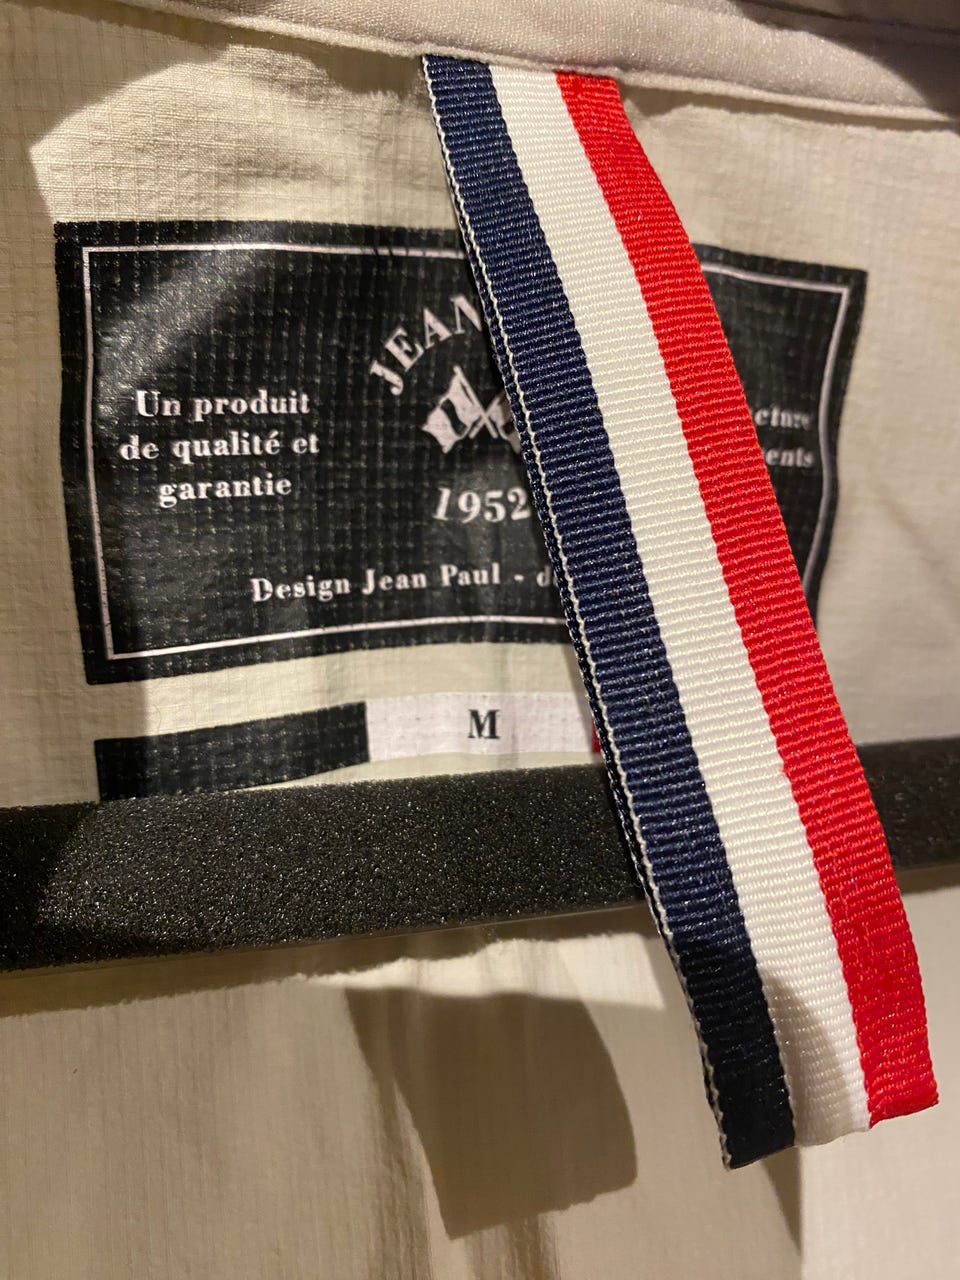 JEAN
Un produit
de qualité et
garantie
1952
Design Jean Paul -
M